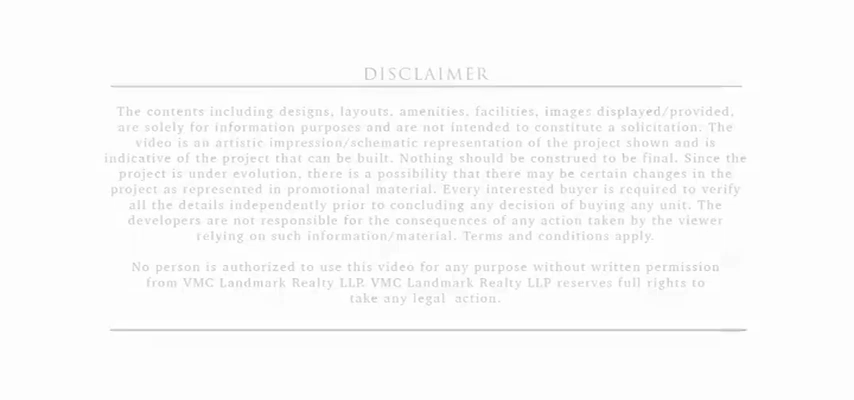 DISCLAIMER
The contents including designs, layouts, amenities, facilities, images displayed/provided,
are solely for information purposes and are not intended to constitute a solicitation. The
video is an artistic impression/schematic representation of the project shown and is
indicative of the project that can be built. Nothing should be construed to be final. Since the
project is under evolution, there is a possibility that there may be certain changes in the
project as represented in promotional material. Every interested buyer is required to verify
all the details independently prior to concluding any decision of buying any unit. The
developers are not responsible for the consequences of any action taken by the viewer
relying on such information/material. Terms and conditions apply.
No person is authorized to use this video for any purpose without written permission
from VMC Landmark Realty LLP. VMC Landmark Realty LLP reserves full rights to
take any legal action.